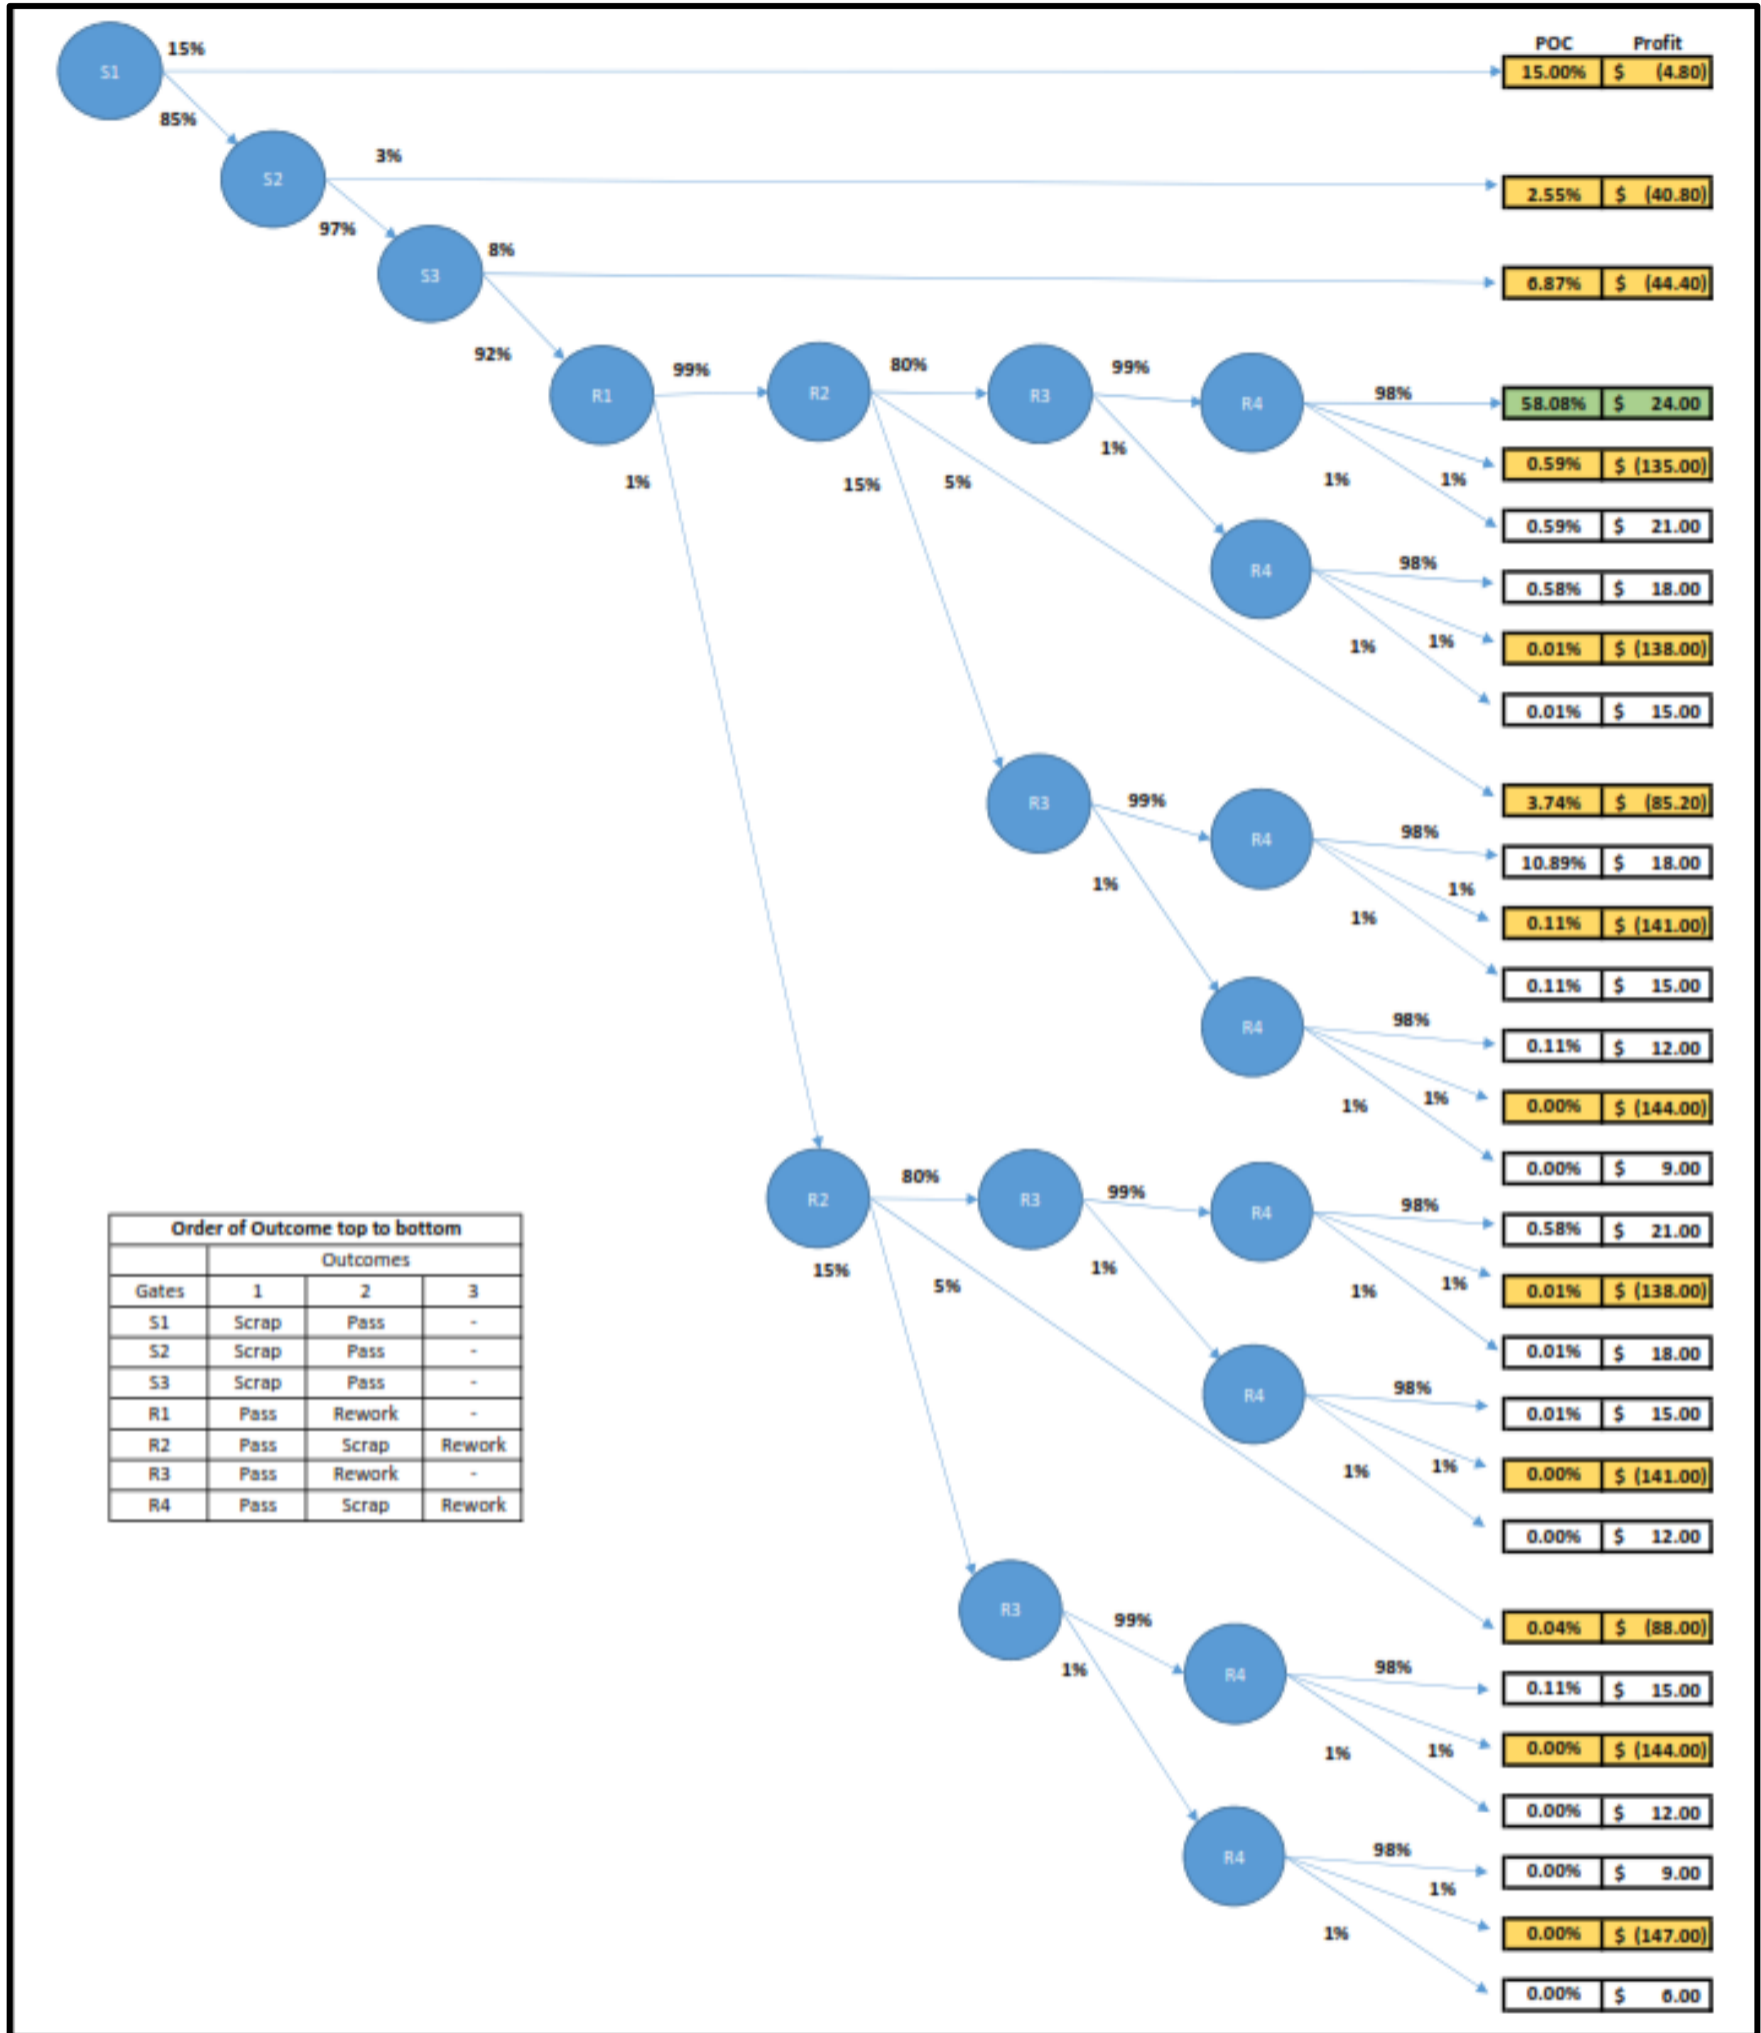 POC Profit
S1 15% 15.00% $ (4.80)
85%
S2 3% 2.55% $ (40.80)
97%
S3 8% 6.87% $ (44.40)
92%
R1 99% R2 80% R3 99% R4 98% 58.08% $ 24.00
0.59% $ (135.00)
1% 15% 5% 1% 1% 1%
0.59% $ 21.00
R4 98% 0.58% $ 18.00
1% 1% 0.01% $ (138.00)
0.01% $ 15.00
R3 99% 3.74% $ (85.20)
R4 98% 10.89% $ 18.00
1% 1% 1% 0.11% $ (141.00)
0.11% $ 15.00
R4 98% 0.11% $ 12.00
1% 1% 0.00% $ (144.00)
0.00% $ 9.00
R2 80% R3 99% R4 98% 0.58% $ 21.00
15% 5% 1% 1% 1% 0.01% $ (138.00)
0.01% $ 18.00
R4 98% 0.01% $ 15.00
1% 1% 0.00% $ (141.00)
0.00% $ 12.00
R3 99% 0.04% $ (88.00)
1% R4 98% 0.11% $ 15.00
1% 1% 0.00% $ (144.00)
0.00% $ 12.00
R4 98% 0.00% $ 9.00
1% 1% 0.00% $ (147.00)
0.00% $ 6.00
Order of Outcome top to bottom
Outcomes
Gates 1 2 3
S1 Scrap Pass -
S2 Scrap Pass -
S3 Scrap Pass -
R1 Pass Rework -
R2 Pass Scrap Rework
R3 Pass Rework -
R4 Pass Scrap Rework